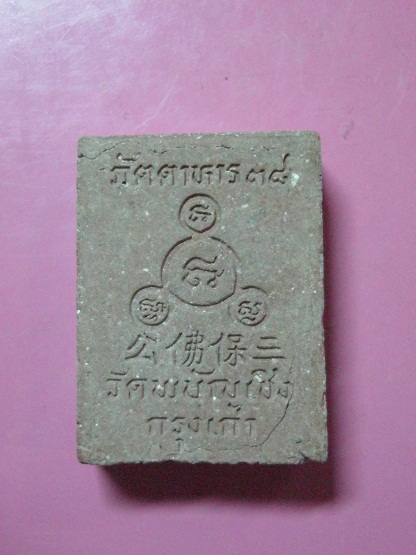 ภัตตาหาร๓๘
公佛保三
วัดพนัญเชิง
กรุงเก่า